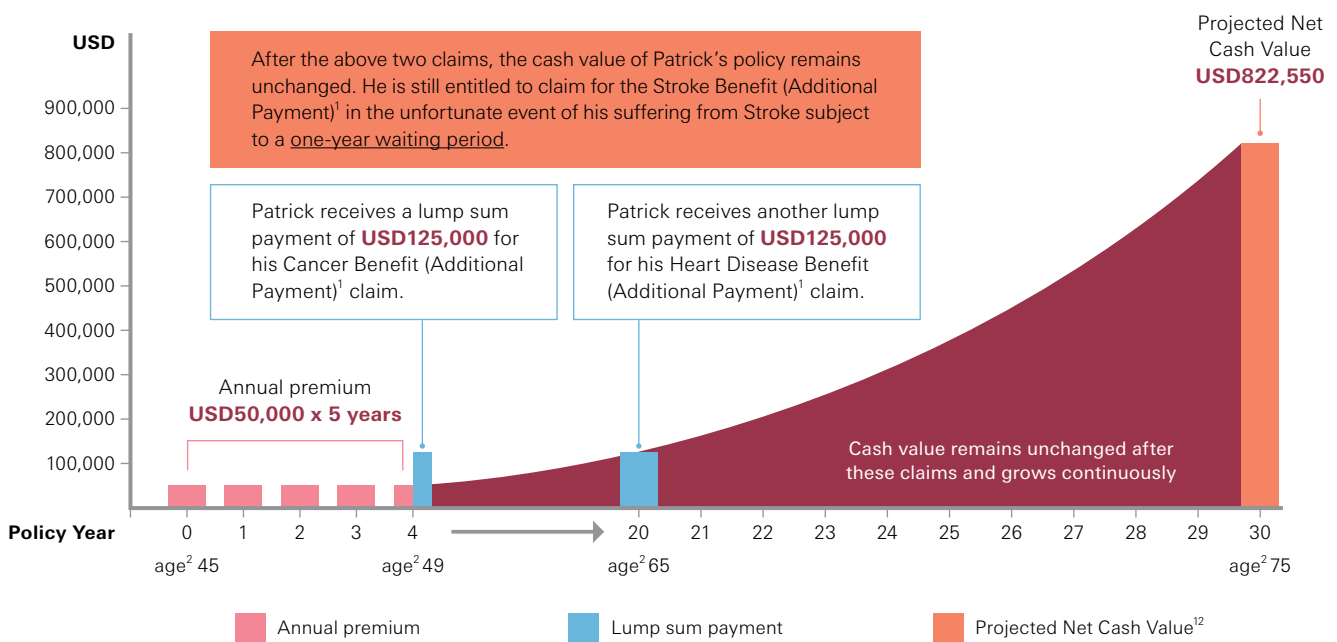 USD
After the above two claims, the cash value of Patrick's policy remains
unchanged. He is still entitled to claim for the Stroke Benefit (Additional
Payment)¹ in the unfortunate event of his suffering from Stroke subject
to a one-year waiting period.
Projected Net
Cash Value
USD822,550
900,000
800,000
700,000
600,000
500,000
400,000
300,000
200,000
100,000
Patrick receives a lump sum
payment of USD125,000 for
his Cancer Benefit (Additional
Payment)¹ claim.
Patrick receives another lump
sum payment of USD125,000
for his Heart Disease Benefit
(Additional Payment)¹ claim.
Annual premium
USD50,000 x 5 years
Cash value remains unchanged after
these claims and grows continuously
Policy Year 0 1 2 3 4 20 21 22 23 24 25 26 27 28 29 30
age² 45 age² 49 age² 65 age² 75
Annual premium Lump sum payment Projected Net Cash Value¹²